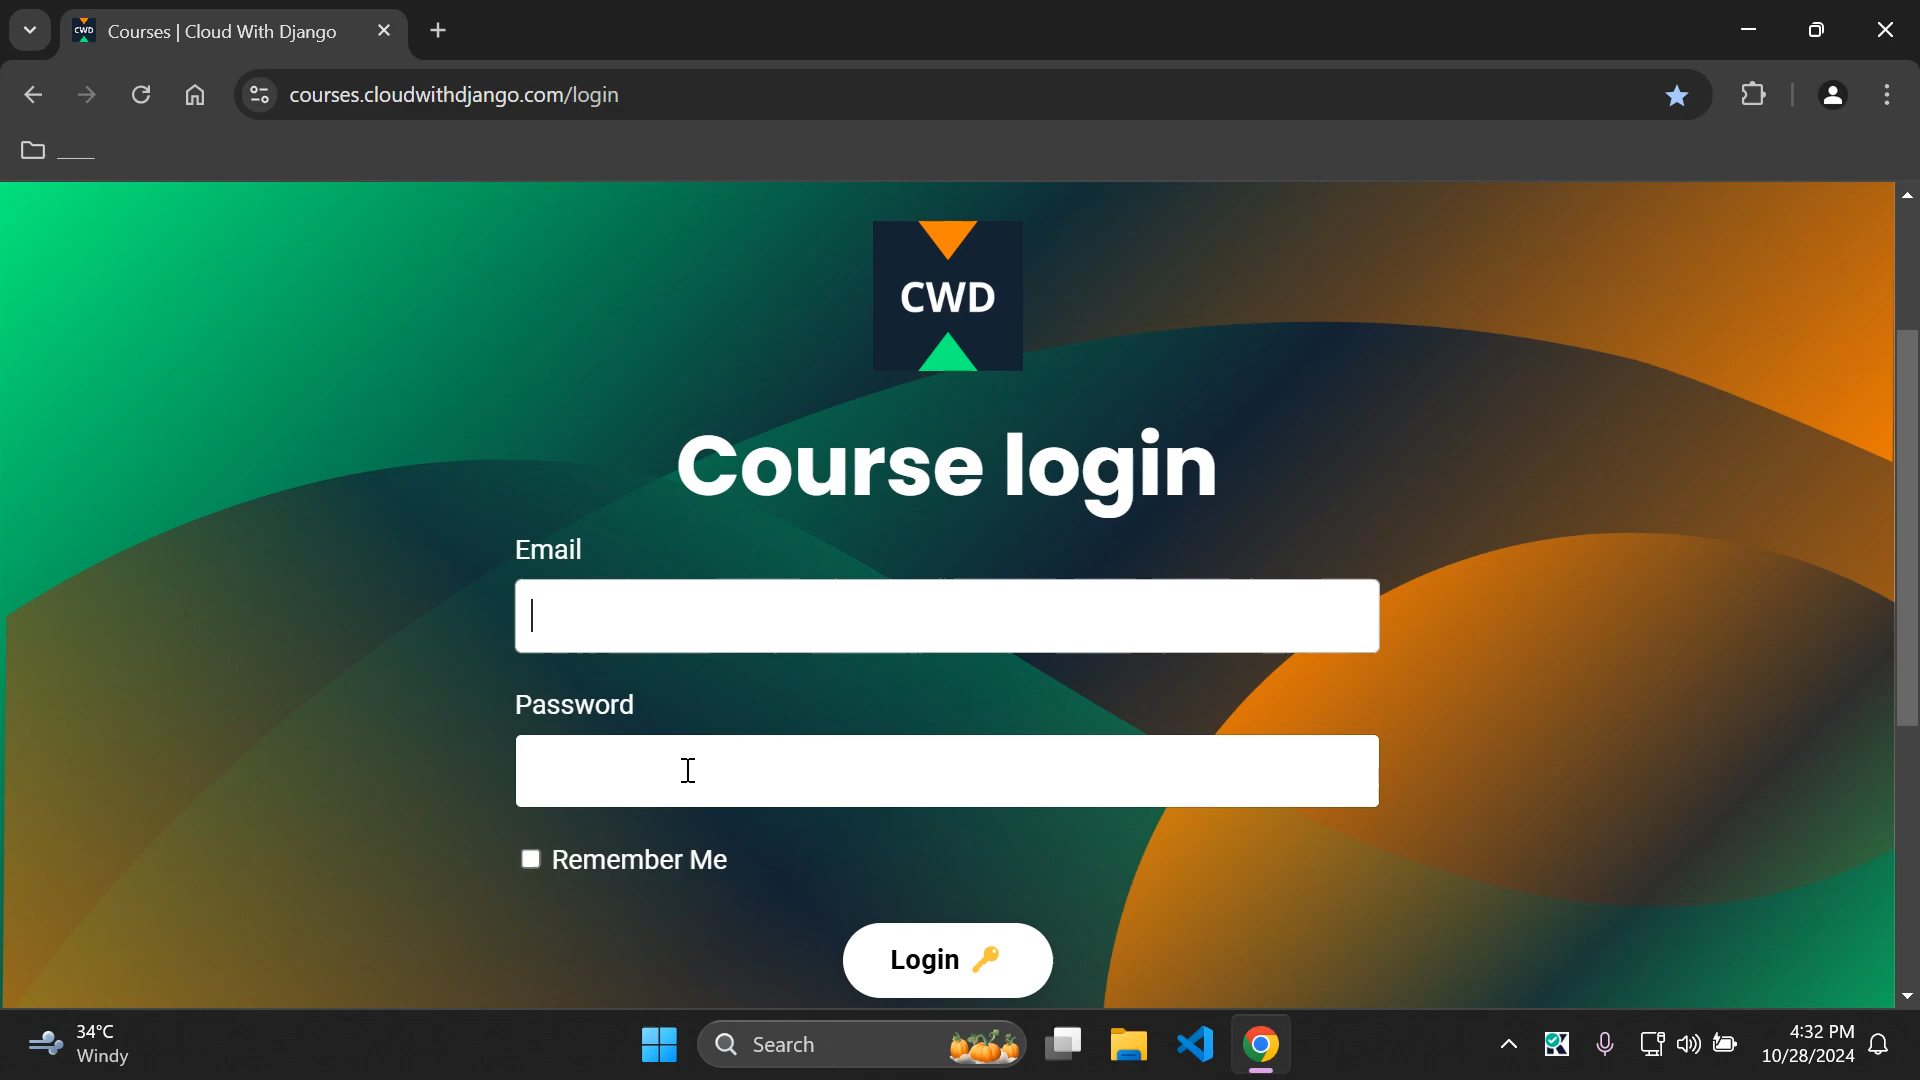 CWD
Courses | Cloud With Django
courses.cloudwithdjango.com/login
CWD
Course login
Email
Password
Remember Me
Login
34°C
Windy
Search
4:32 PM
10/28/2024